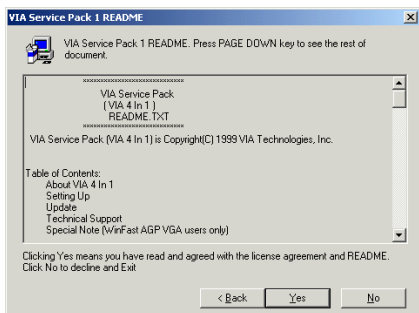 VIA Service Pack 1 README
VIA Service Pack 1 README. Press PAGE DOWN key to see the rest of
document.
××××××××××××××××××××××××××
VIA Service Pack
( VIA 4 In 1 )
README.TXT
××××××××××××××××××××××××××
VIA Service Pack (VIA 4 In 1) is Copyright(C) 1999 VIA Technologies, Inc.
Table of Contents:
About VIA 4 In 1
Setting Up
Update
Technical Support
Special Note (WinFast AGP VGA users only)
Clicking Yes means you have read and agreed with the license agreement and README.
Click No to decline and Exit
< Back
Yes
No